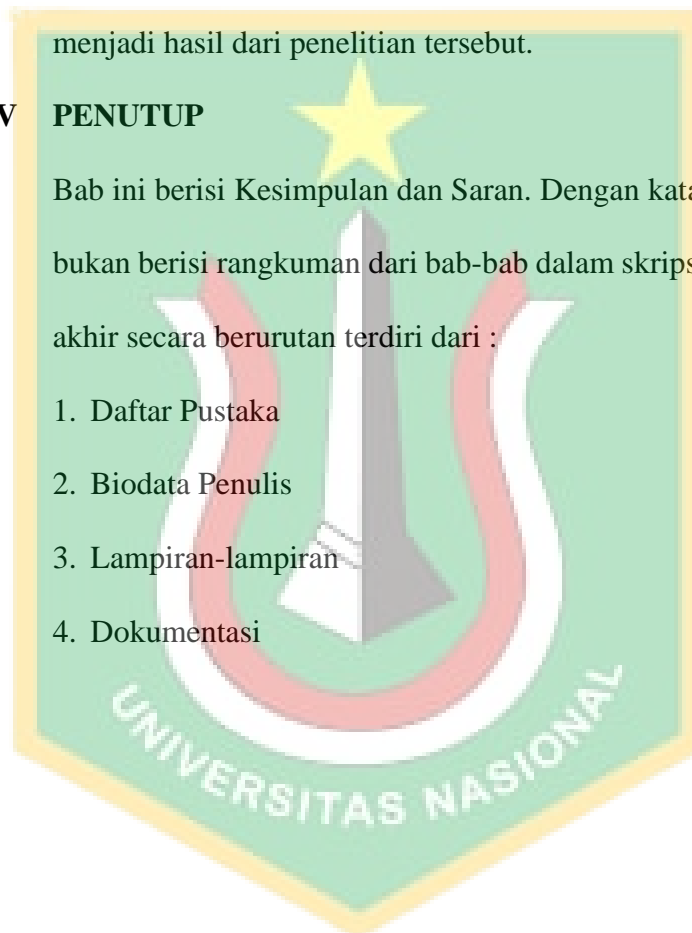 menjadi hasil dari penelitian tersebut.
V PENUTUP
Bab ini berisi Kesimpulan dan Saran. Dengan kata
bukan berisi rangkuman dari bab-bab dalam skrips
akhir secara berurutan terdiri dari :
1. Daftar Pustaka
2. Biodata Penulis
3. Lampiran-lampiran
4. Dokumentasi
UNIVERSITAS NASIONAL